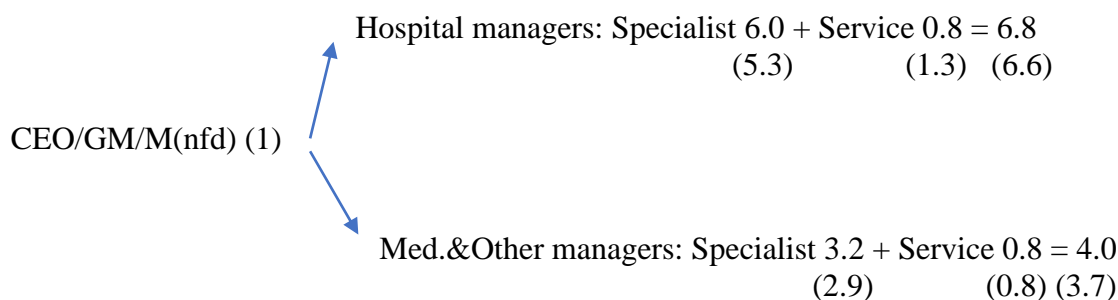 Hospital managers: Specialist 6.0 + Service 0.8 = 6.8
(5.3) (1.3) (6.6)
CEO/GM/M(nfd) (1)
Med.&Other managers: Specialist 3.2 + Service 0.8 = 4.0
(2.9) (0.8) (3.7)